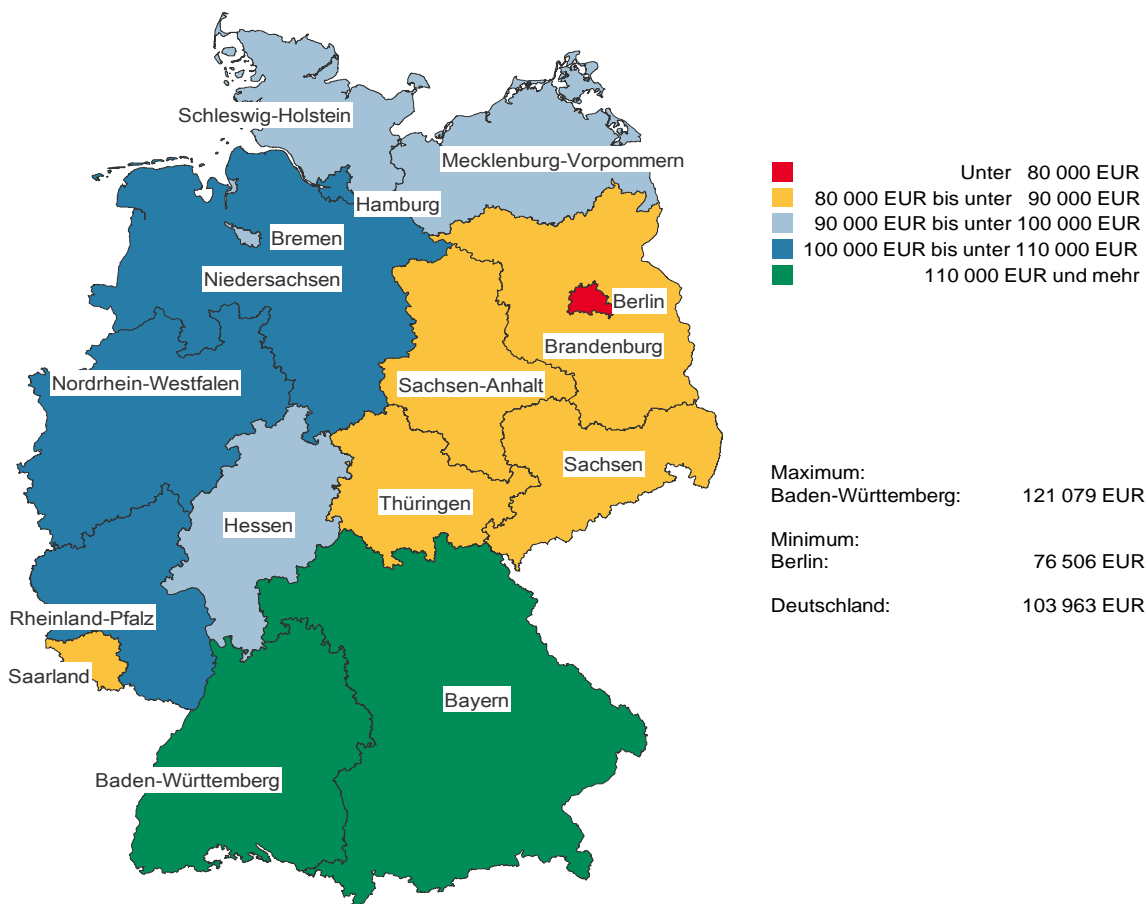 Schleswig-Holstein
Mecklenburg-Vorpommern
Hamburg
Bremen
Niedersachsen
Berlin
Brandenburg
Nordrhein-Westfalen
Sachsen-Anhalt
Sachsen
Thüringen
Hessen
Rheinland-Pfalz
Saarland
Bayern
Baden-Württemberg
Unter 80 000 EUR
80 000 EUR bis unter 90 000 EUR
90 000 EUR bis unter 100 000 EUR
100 000 EUR bis unter 110 000 EUR
110 000 EUR und mehr
Maximum:
Baden-Württemberg: 121 079 EUR
Minimum:
Berlin: 76 506 EUR
Deutschland: 103 963 EUR